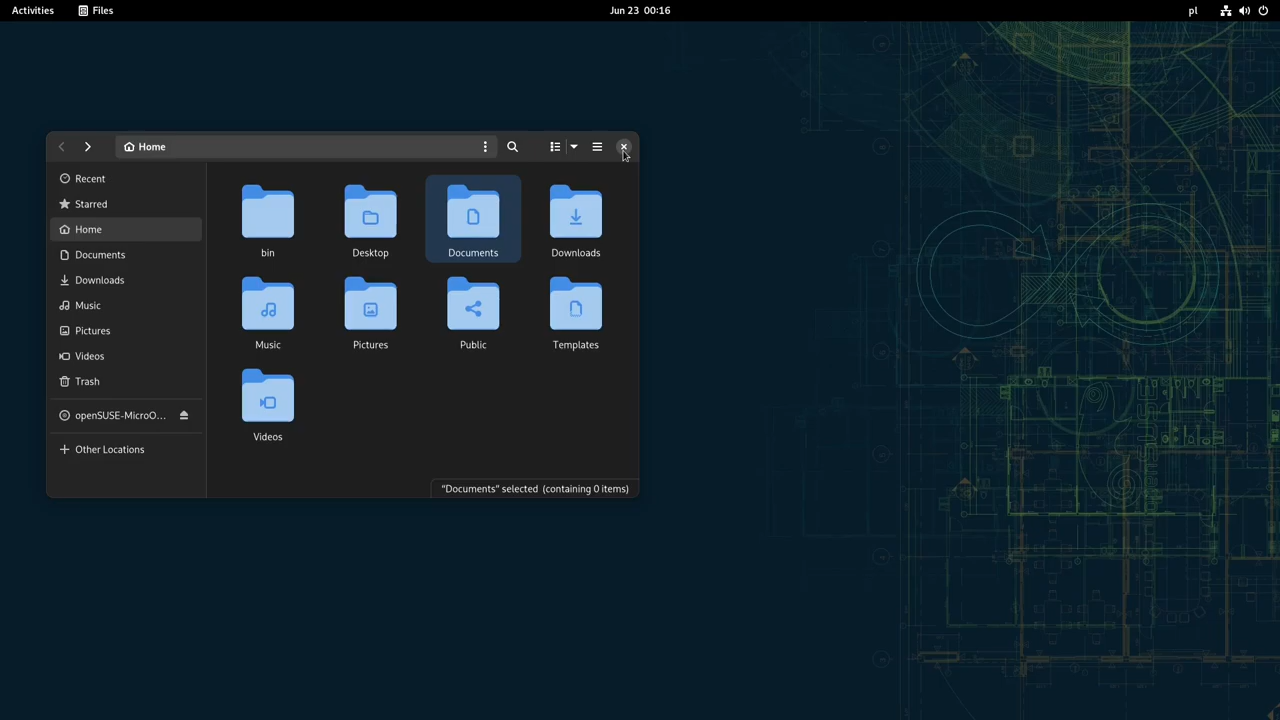 Activities
Files
Jun 23 00:16
pl
Home
Recent
Starred
Home
Documents
Downloads
Music
Pictures
Videos
Trash
openSUSE-MicroO...
Other Locations
bin
Desktop
Documents
Downloads
Music
Pictures
Public
Templates
Videos
"Documents" selected (containing 0 items)